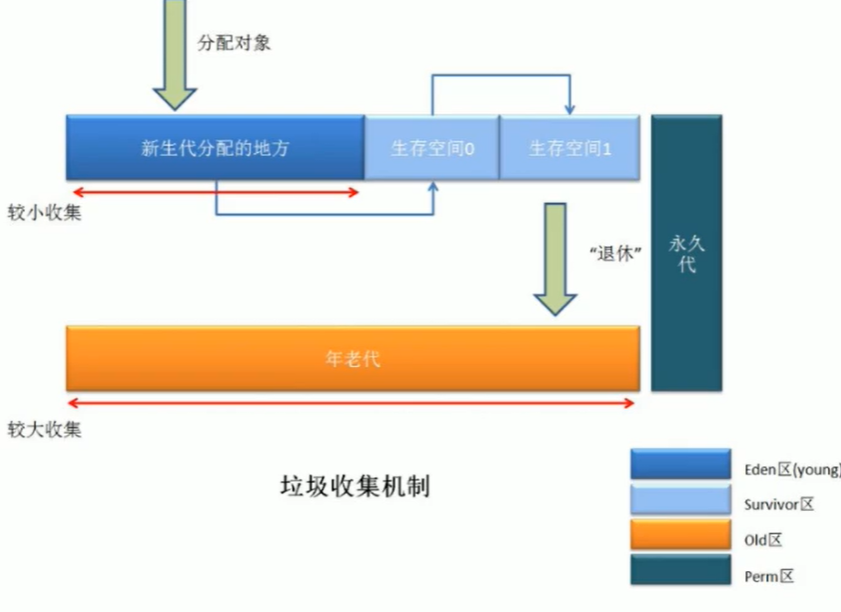 分配对象
新生代分配的地方
生存空间0
生存空间1
较小收集
"退休"
永久
代
年老代
较大收集
垃圾收集机制
Eden区(young)
Survivor区
Old区
Perm区